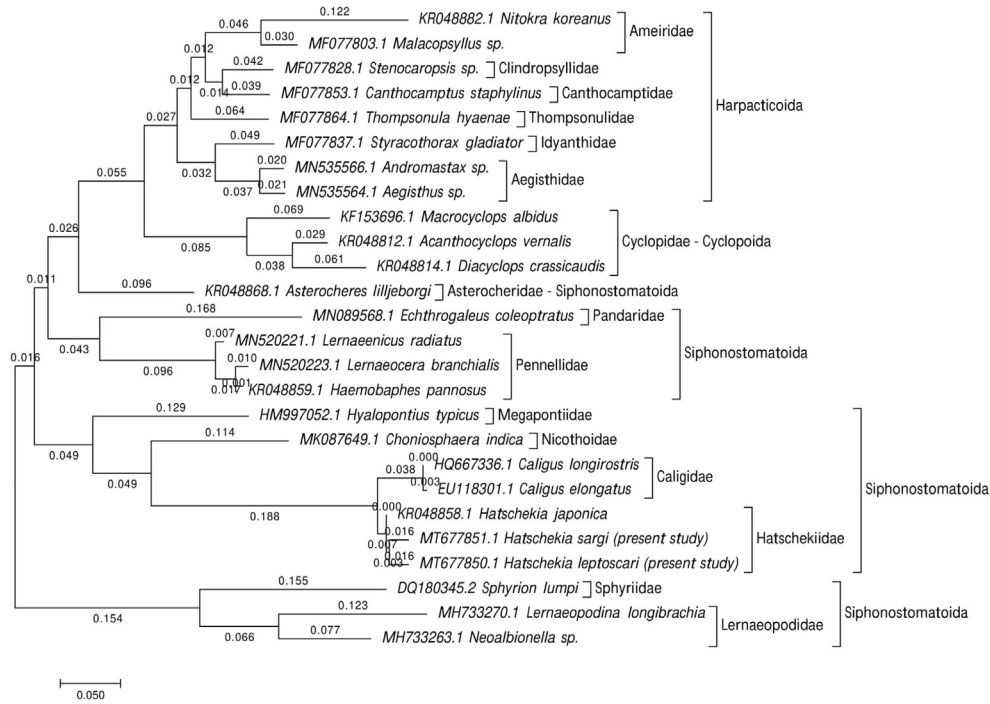 0.122
KR048882.1 Nitokra koreanus
0.046
Ameiridae
0.030
MF077803.1 Malacopsyllus sp.
0.012
0.042
MF077828.1 Stenocaropsis sp.
Clindropsyllidae
0.012
0.014
0.039
MF077853.1 Canthocamptus staphylinus
Canthocamptidae
Harpacticoida
0.027
0.064
MF077864.1 Thompsonula hyaenae
Thompsonulidae
0.049
MF077837.1 Styracothorax gladiator
Idyanthidae
0.032
0.020
MN535566.1 Andromastax sp.
0.055
Aegisthidae
0.037
0.021
MN535564.1 Aegisthus sp.
0.069
KF153696.1 Macrocyclops albidus
0.026
0.029
KR048812.1 Acanthocyclops vernalis
Cyclopidae - Cyclopoida
0.085
0.038
0.061
KR048814.1 Diacyclops crassicaudis
0.011
0.096
KR048868.1 Asterocheres lilljeborgi
Asterocheridae - Siphonostomatoida
0.168
MN089568.1 Echthrogaleus coleoptratus
Pandaridae
0.043
0.007
MN520221.1 Lernaeenicus radiatus
Siphonostomatoida
0.016
0.096
0.010
MN520223.1 Lernaeocera branchialis
Pennellidae
0.001
0.017
KR048859.1 Haemobaphes pannosus
0.129
HM997052.1 Hyalopontius typicus
Megapontiidae
0.049
0.114
MK087649.1 Choniosphaera indica
Nicothoidae
0.049
0.000
HQ667336.1 Caligus longirostris
0.038
Caligidae
0.003
EU118301.1 Caligus elongatus
Siphonostomatoida
0.188
0.000
KR048858.1 Hatschekia japonica
0.016
MT677851.1 Hatschekia sargi (present study)
Hatschekiidae
0.007
0.016
0.003
MT677850.1 Hatschekia leptoscari (present study)
0.155
DQ180345.2 Sphyrion lumpi
Sphyriidae
0.154
0.123
MH733270.1 Lernaeopodina longibrachia
Siphonostomatoida
0.066
Lernaeopodidae
0.077
MH733263.1 Neoalbionella sp.
0.050